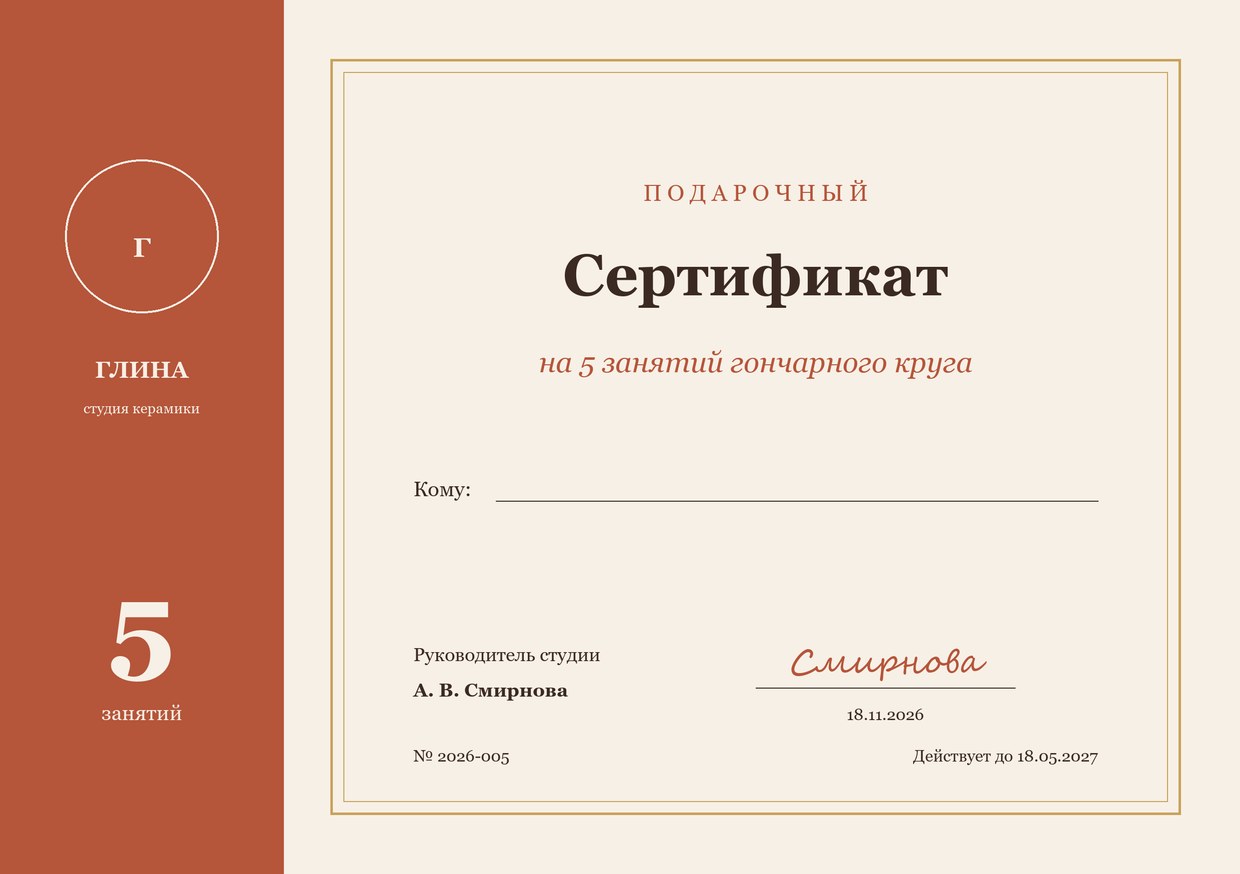 Г
ГЛИНА
студия керамики
5
занятий
ПОДАРОЧНЫЙ
Сертификат
на 5 занятий гончарного круга
Кому:
Руководитель студии
А. В. Смирнова
Смирнова
18.11.2026
№ 2026-005
Действует до 18.05.2027